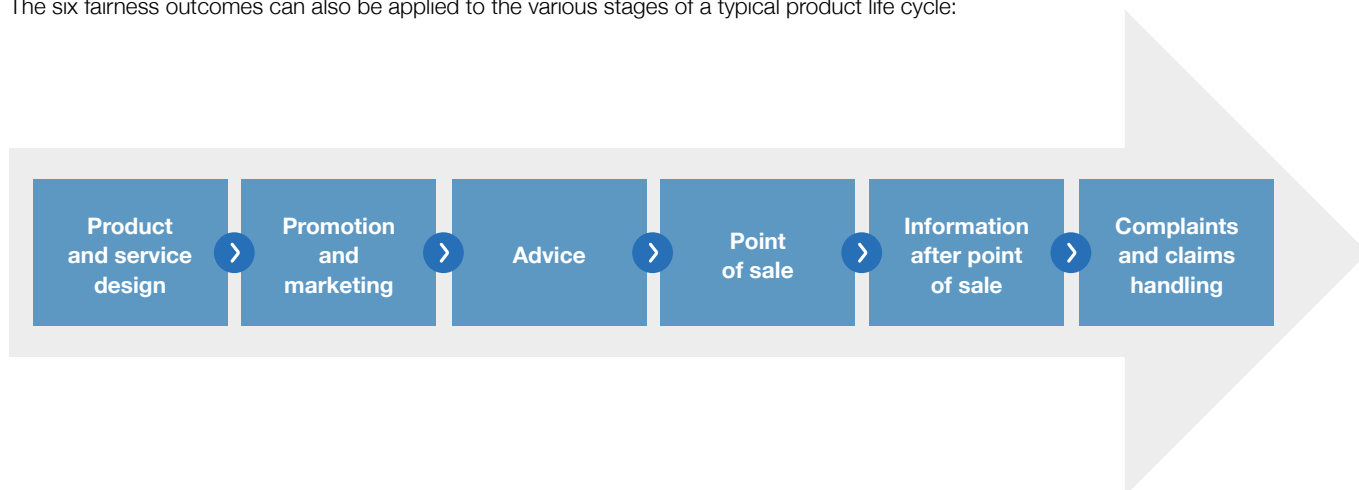 The six fairness outcomes can also be applied to the various stages of a typical product life cycle:
Product
and service
design
Promotion
and
marketing
Advice
Point
of sale
Information
after point
of sale
Complaints
and claims
handling